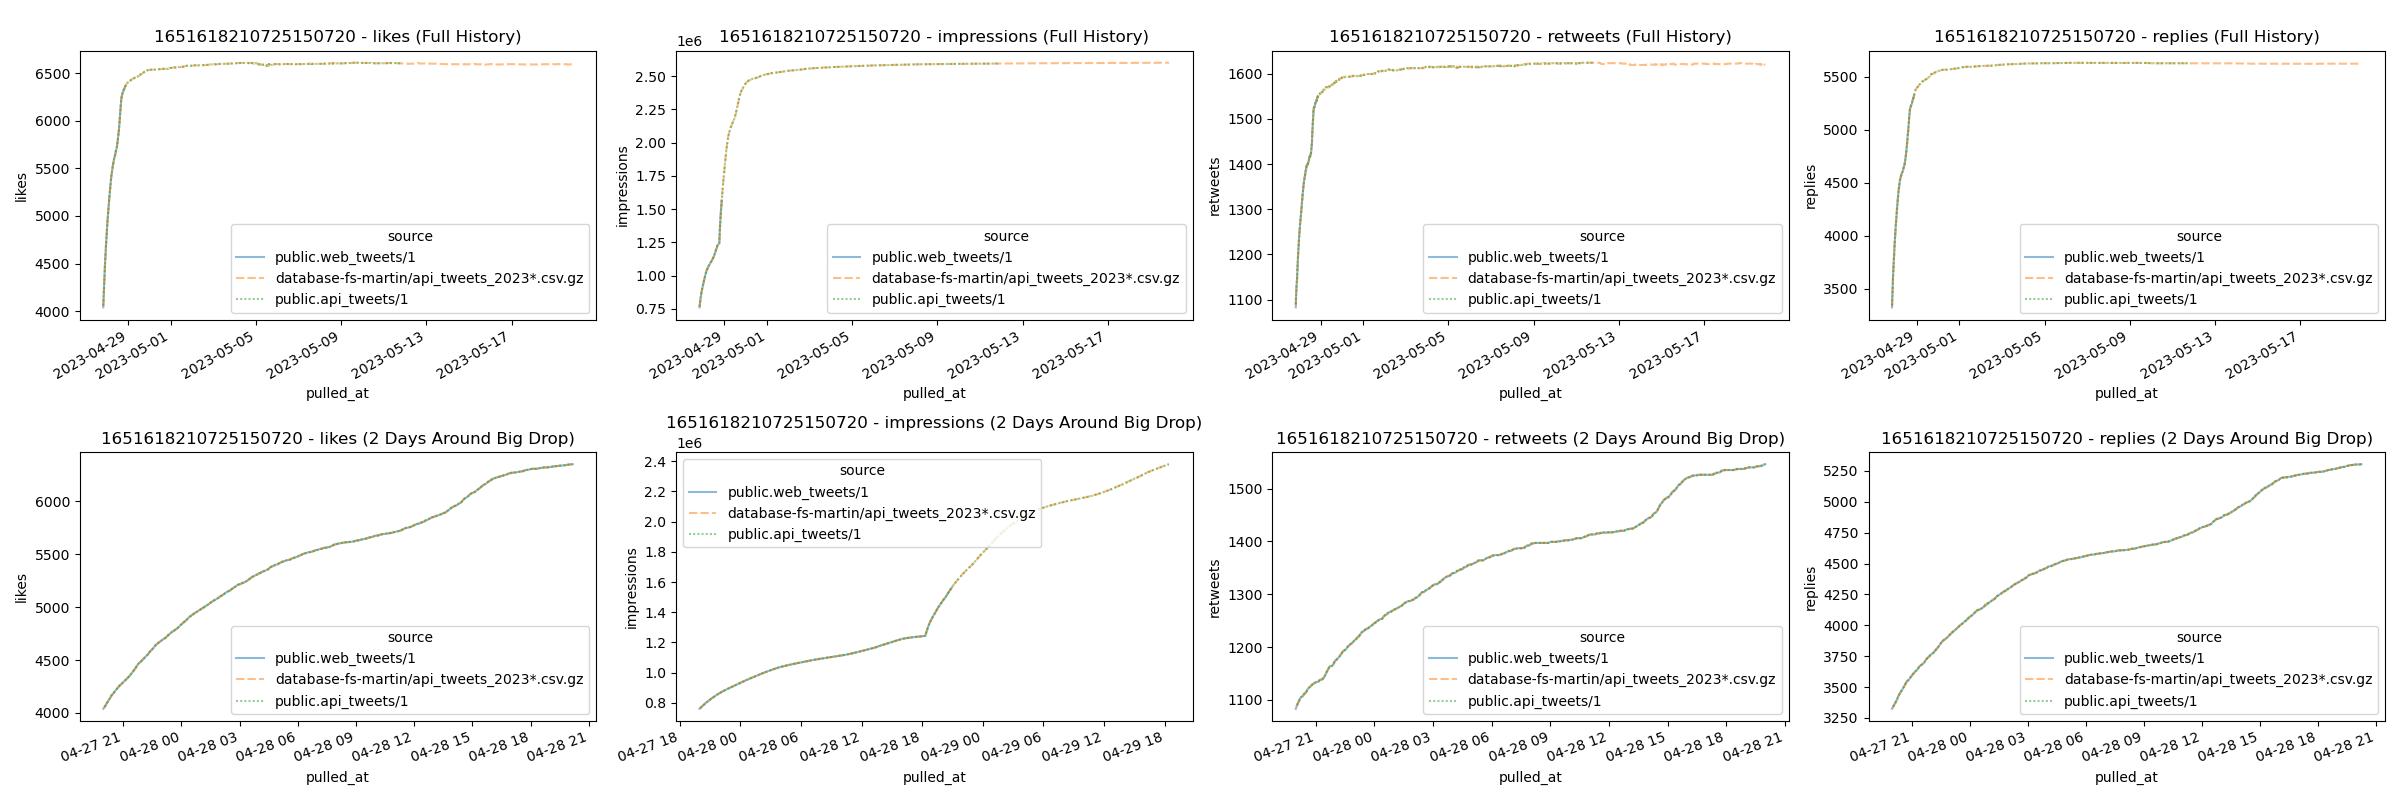 1651618210725150720 - likes (Full History)
likes
6500
6000
5500
5000
4500
4000
source
public.web_tweets/1
database-fs-martin/api_tweets_2023*.csv.gz
public.api_tweets/1
2023-04-29
2023-05-01
2023-05-05
2023-05-09
2023-05-13
2023-05-17
pulled_at
1651618210725150720 - impressions (Full History)
1e6
impressions
2.50
2.25
2.00
1.75
1.50
1.25
1.00
0.75
source
public.web_tweets/1
database-fs-martin/api_tweets_2023*.csv.gz
public.api_tweets/1
2023-04-29
2023-05-01
2023-05-05
2023-05-09
2023-05-13
2023-05-17
pulled_at
1651618210725150720 - retweets (Full History)
retweets
1600
1500
1400
1300
1200
1100
source
public.web_tweets/1
database-fs-martin/api_tweets_2023*.csv.gz
public.api_tweets/1
2023-04-29
2023-05-01
2023-05-05
2023-05-09
2023-05-13
2023-05-17
pulled_at
1651618210725150720 - replies (Full History)
replies
5500
5000
4500
4000
3500
source
public.web_tweets/1
database-fs-martin/api_tweets_2023*.csv.gz
public.api_tweets/1
2023-04-29
2023-05-01
2023-05-05
2023-05-09
2023-05-13
2023-05-17
pulled_at
1651618210725150720 - likes (2 Days Around Big Drop)
likes
6000
5500
5000
4500
4000
source
public.web_tweets/1
database-fs-martin/api_tweets_2023*.csv.gz
public.api_tweets/1
04-27 21
04-28 00
04-28 03
04-28 06
04-28 09
04-28 12
04-28 15
04-28 18
04-28 21
pulled_at
1651618210725150720 - impressions (2 Days Around Big Drop)
1e6
impressions
2.4
2.2
2.0
1.8
1.6
1.4
1.2
1.0
0.8
source
public.web_tweets/1
database-fs-martin/api_tweets_2023*.csv.gz
public.api_tweets/1
04-27 18
04-28 00
04-28 06
04-28 12
04-28 18
04-29 00
04-29 06
04-29 12
04-29 18
pulled_at
1651618210725150720 - retweets (2 Days Around Big Drop)
retweets
1500
1400
1300
1200
1100
source
public.web_tweets/1
database-fs-martin/api_tweets_2023*.csv.gz
public.api_tweets/1
04-27 21
04-28 00
04-28 03
04-28 06
04-28 09
04-28 12
04-28 15
04-28 18
04-28 21
pulled_at
1651618210725150720 - replies (2 Days Around Big Drop)
replies
5250
5000
4750
4500
4250
4000
3750
3500
3250
source
public.web_tweets/1
database-fs-martin/api_tweets_2023*.csv.gz
public.api_tweets/1
04-27 21
04-28 00
04-28 03
04-28 06
04-28 09
04-28 12
04-28 15
04-28 18
04-28 21
pulled_at